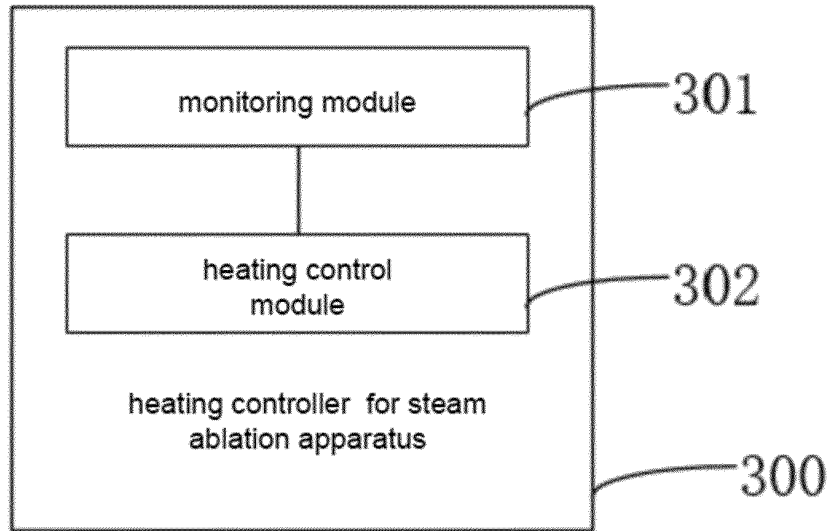 monitoring module
301
heating control
module
302
heating controller for steam
ablation apparatus
300